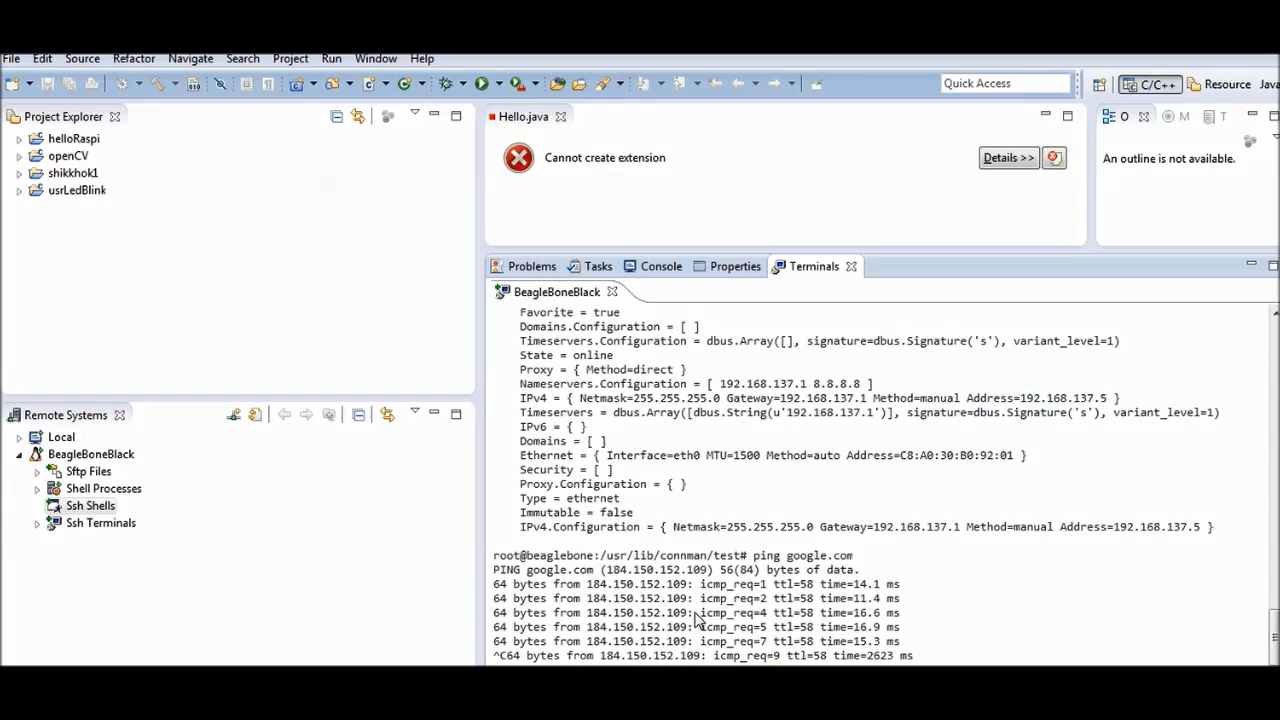 File Edit Source Refactor Navigate Search Project Run Window Help
Quick Access
C/C++
Resource
Java
Project Explorer
helloRaspi
openCV
shikkhok1
usrLedBlink
Hello.java
Cannot create extension
Details >>
O
M
T
An outline is not available.
Remote Systems
Local
BeagleBoneBlack
Sftp Files
Shell Processes
Ssh Shells
Ssh Terminals
Problems Tasks Console Properties Terminals
BeagleBoneBlack
Favorite = true
Domains.Configuration = [ ]
Timeservers.Configuration = dbus.Array([], signature=dbus.Signature('s'), variant_level=1)
State = online
Proxy = { Method=direct }
Nameservers.Configuration = [ 192.168.137.1 8.8.8.8 ]
IPv4 = { Netmask=255.255.255.0 Gateway=192.168.137.1 Method=manual Address=192.168.137.5 }
Timeservers = dbus.Array([dbus.String(u'192.168.137.1')], signature=dbus.Signature('s'), variant_level=1)
IPv6 = { }
Domains = [ ]
Ethernet = { Interface=eth0 MTU=1500 Method=auto Address=C8:A0:30:B0:92:01 }
Security = [ ]
Proxy.Configuration = { }
Type = ethernet
Immutable = false
IPv4.Configuration = { Netmask=255.255.255.0 Gateway=192.168.137.1 Method=manual Address=192.168.137.5 }
root@beaglebone:/usr/lib/connman/test# ping google.com
PING google.com (184.150.152.109) 56(84) bytes of data.
64 bytes from 184.150.152.109: icmp_req=1 ttl=58 time=14.1 ms
64 bytes from 184.150.152.109: icmp_req=2 ttl=58 time=11.4 ms
64 bytes from 184.150.152.109: icmp_req=4 ttl=58 time=16.6 ms
64 bytes from 184.150.152.109: icmp_req=5 ttl=58 time=16.9 ms
64 bytes from 184.150.152.109: icmp_req=7 ttl=58 time=15.3 ms
^C64 bytes from 184.150.152.109: icmp_req=9 ttl=58 time=2623 ms